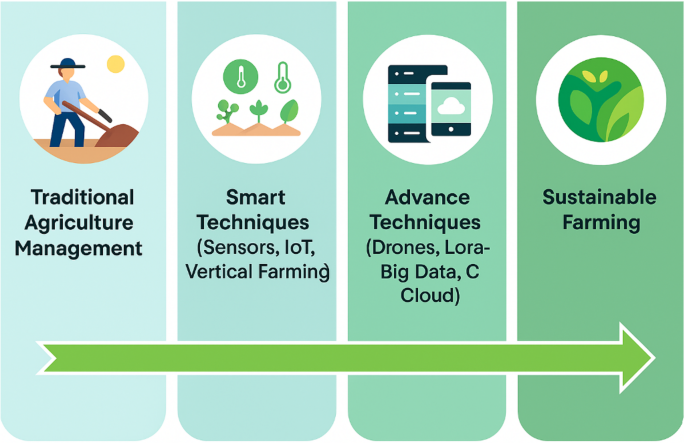 Traditional
Agriculture
Management
Smart
Techniques
(Sensors, IoT,
Vertical Farming)
Advance
Techniques
(Drones, Lora-
Big Data, C
Cloud)
Sustainable
Farming